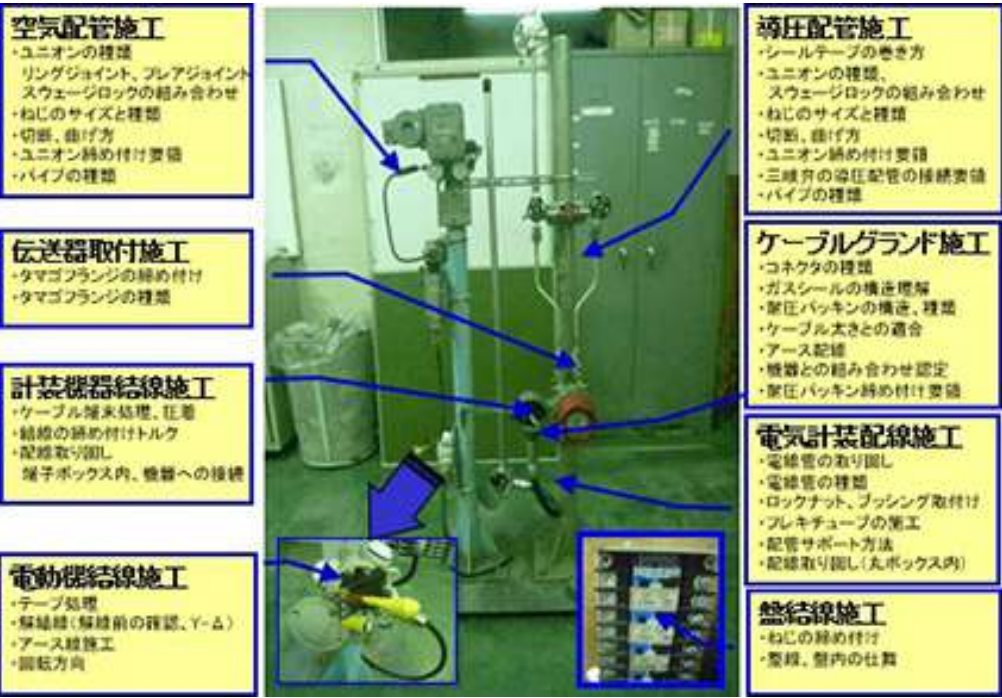 空気配管施工
・ユニオンの種類
リングジョイント、フレアジョイント
スウェージロックの組み合わせ
・ねじのサイズと種類
・切断、曲げ方
・ユニオン締め付け要領
・パイプの種類
伝送器取付施工
・タマゴフランジの締め付け
・タマゴフランジの種類
計装機器結線施工
・ケーブル端末処理、圧着
・結線の締め付けトルク
・配線取り回し
端子ボックス内、機器への接続
電動機結線施工
・テープ処理
・解結線(解線前の確認、Y-Δ)
・アース線施工
・回転方向
導圧配管施工
・シールテープの巻き方
・ユニオンの種類、
スウェージロックの組み合わせ
・ねじのサイズと種類
・切断、曲げ方
・ユニオン締め付け要領
・三岐弁の導圧配管の接続要領
・パイプの種類
ケーブルグランド施工
・コネクタの種類
・ガスシールの構造理解
・耐圧パッキンの構造、種類
・ケーブル太さとの適合
・アース配線
・機器との組み合わせ認定
・耐圧パッキン締め付け要領
電気計装配線施工
・電線管の取り回し
・電線管の種類
・ロックナット、ブッシング取付け
・フレキチューブの施工
・配管サポート方法
・配線取り回し(丸ボックス内)
盤結線施工
・ねじの締め付け
・整線、盤内の仕舞